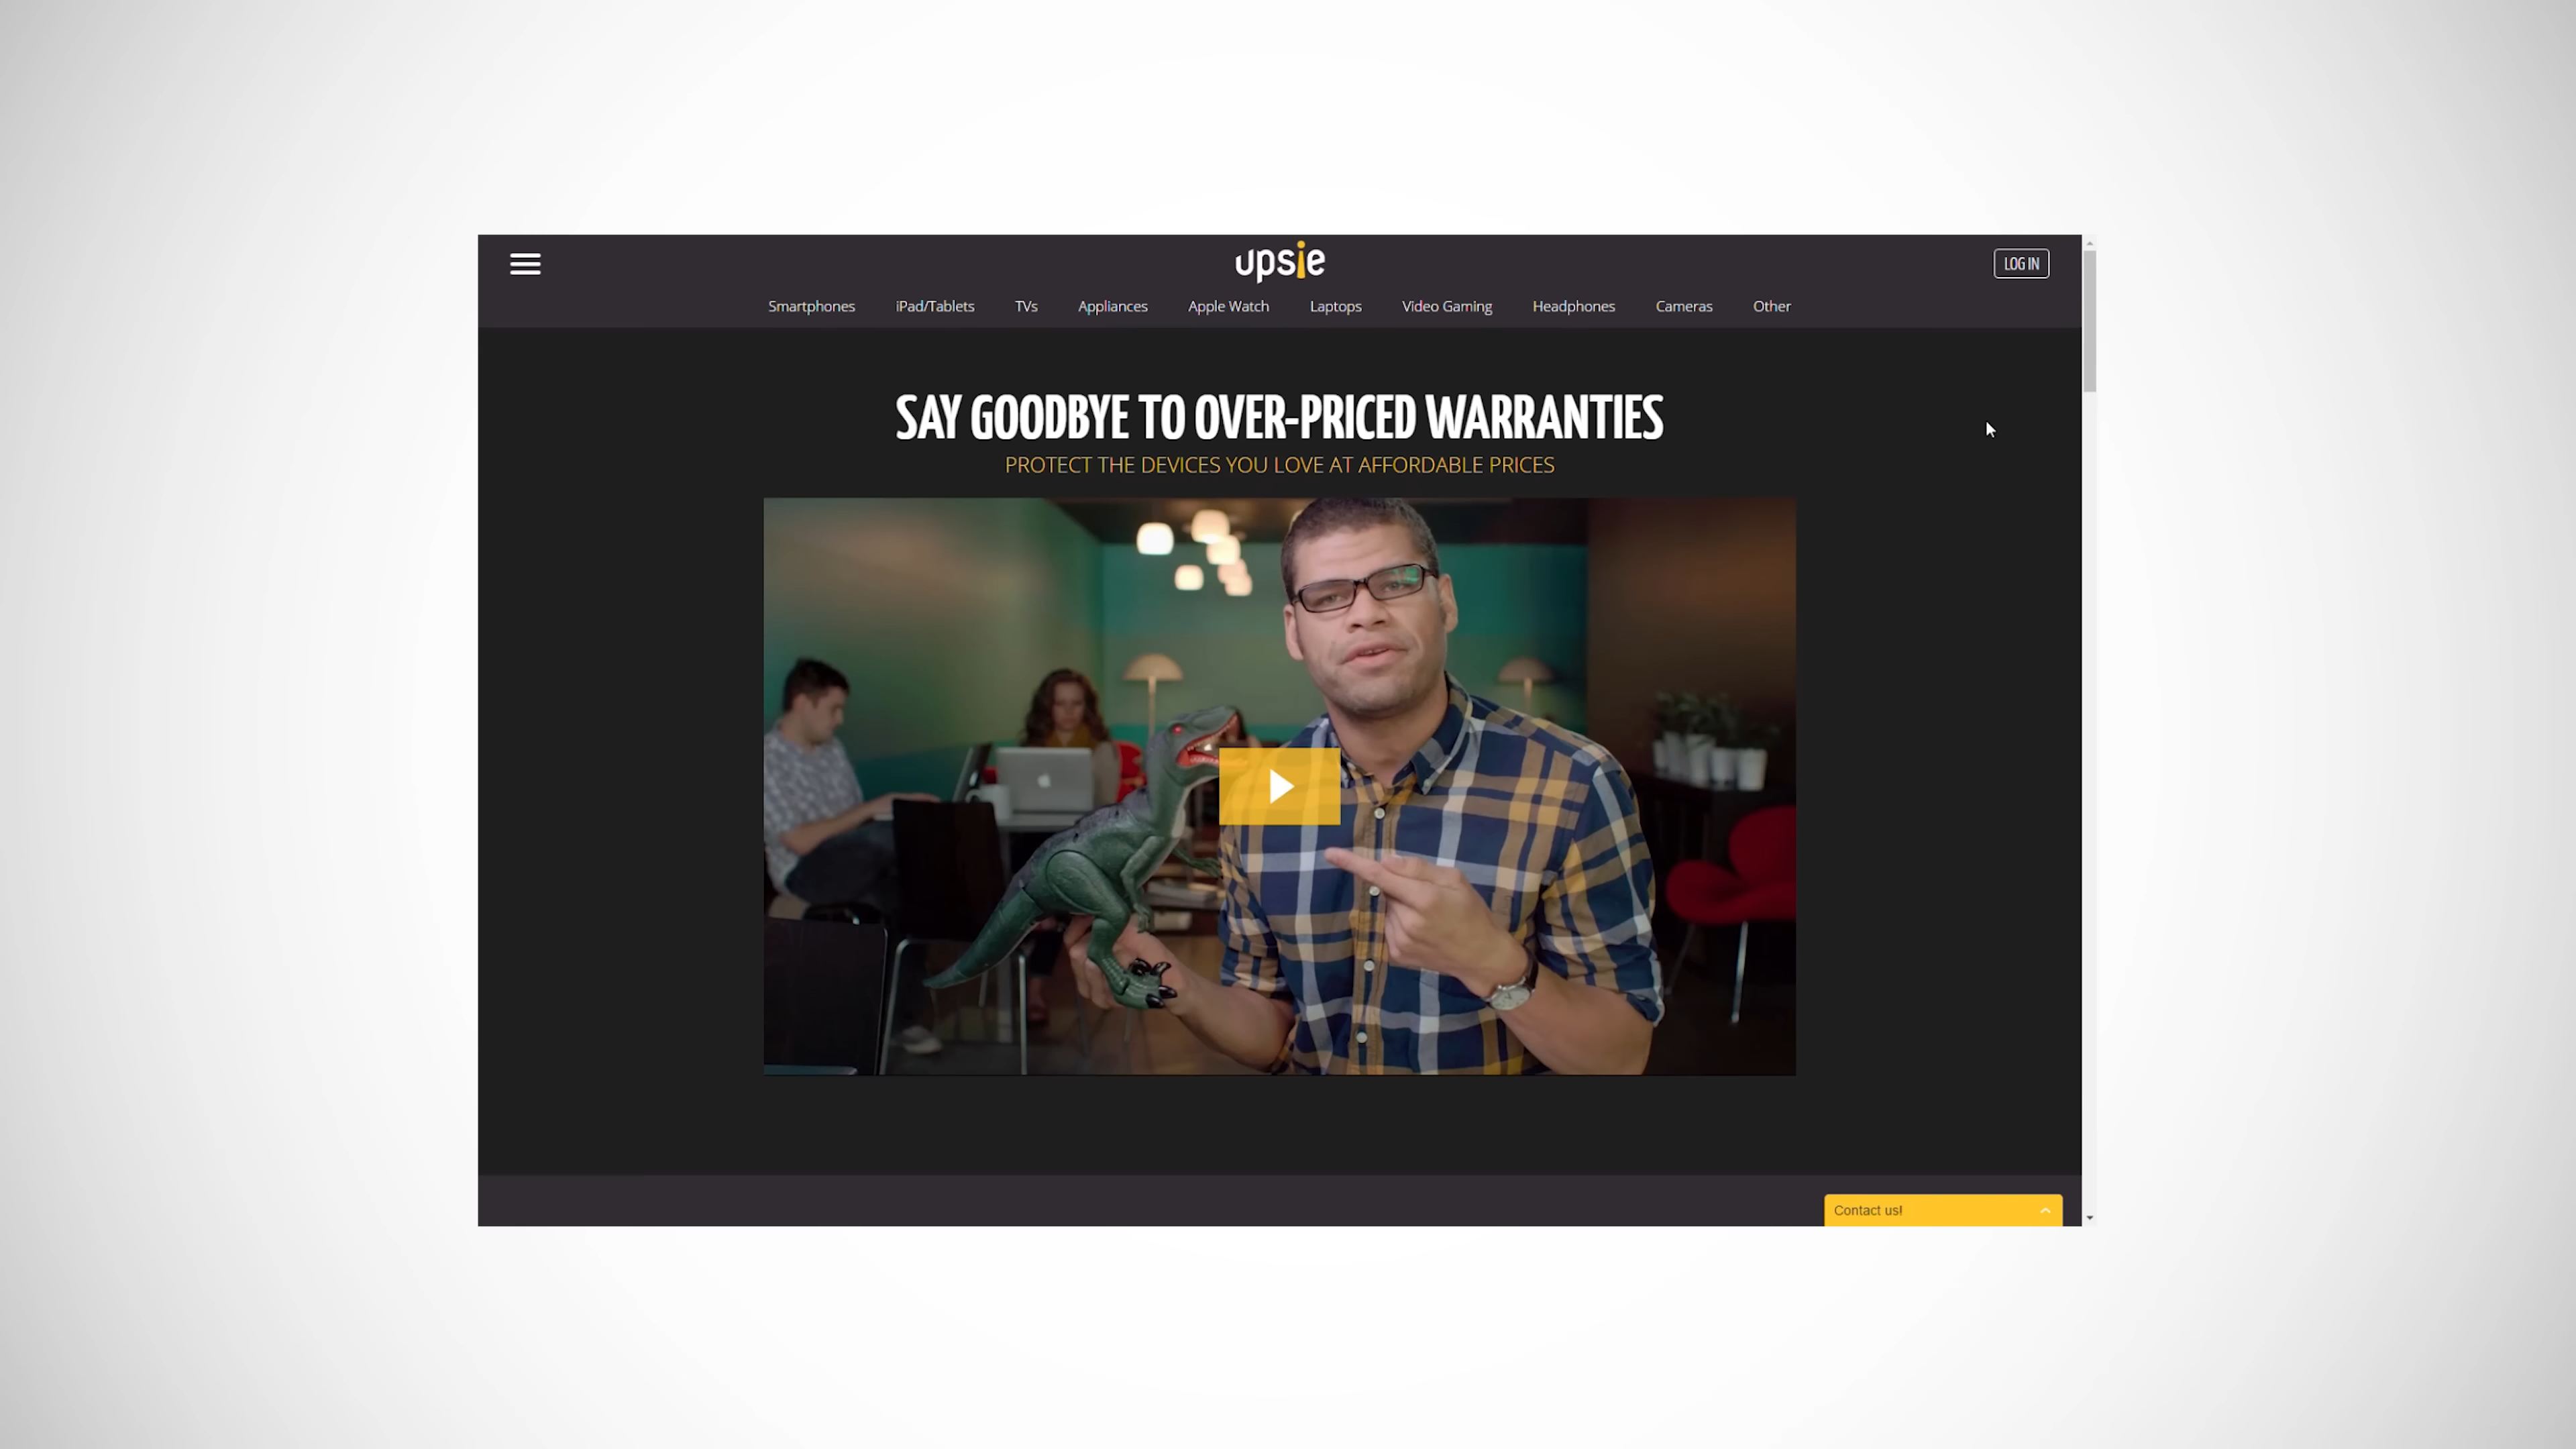 upsie
LOG IN
Smartphones iPad/Tablets TVs Appliances Apple Watch Laptops Video Gaming Headphones Cameras Other
SAY GOODBYE TO OVER-PRICED WARRANTIES
PROTECT THE DEVICES YOU LOVE AT AFFORDABLE PRICES
Contact us!